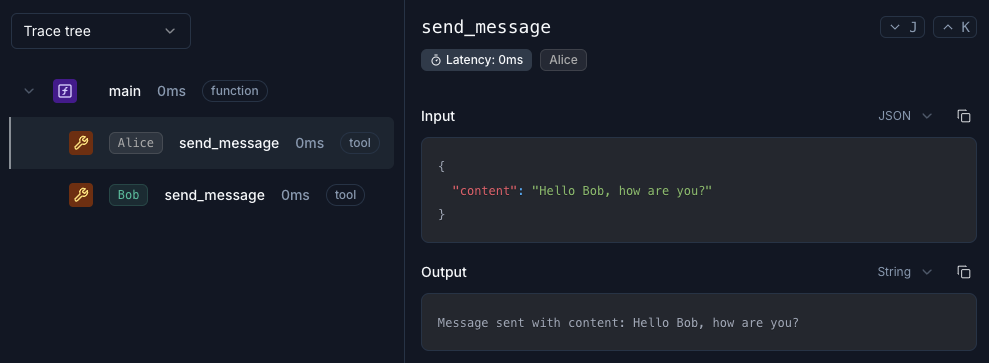 Trace tree
main 0ms function
Alice send_message 0ms tool
Bob send_message 0ms tool
send_message
J K
Latency: 0ms Alice
Input JSON
{
"content": "Hello Bob, how are you?"
}
Output String
Message sent with content: Hello Bob, how are you?